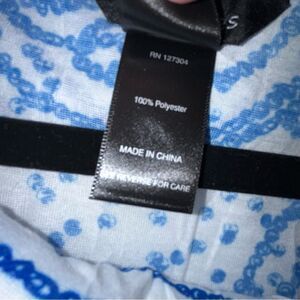 S
RN 127304
100% Polyester
MADE IN CHINA
REVERSE FOR CARE